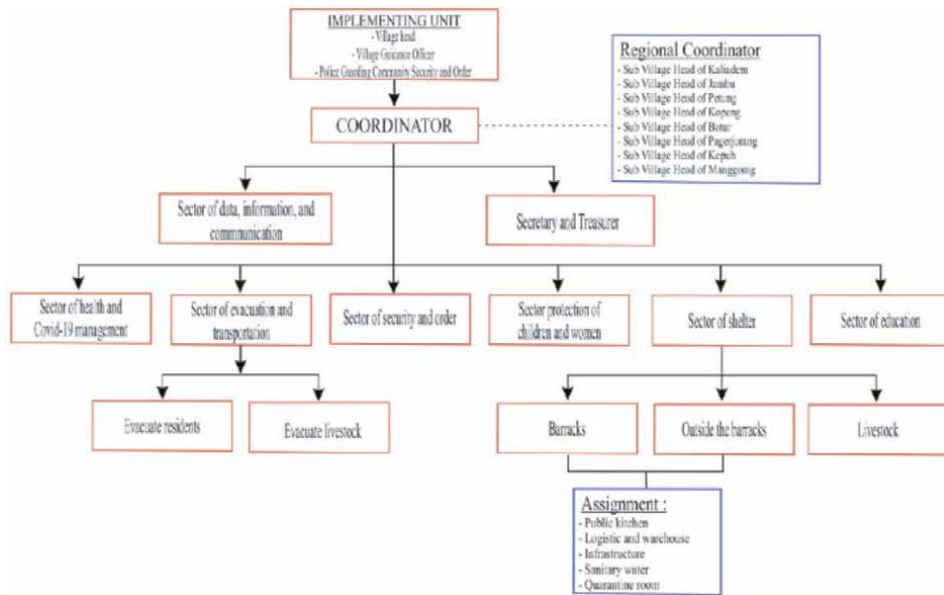 IMPLEMENTING UNIT
- Village head
- Village Guidance Officer
- Police Guarding Community Security and Order
Regional Coordinator
- Sub Village Head of Kaliadem
- Sub Village Head of Jambu
- Sub Village Head of Petung
- Sub Village Head of Kopeng
- Sub Village Head of Batur
- Sub Village Head of Pagerjurang
- Sub Village Head of Kepuh
- Sub Village Head of Manggong
COORDINATOR
Sector of data, information, and
communication
Secretary and Treasurer
Sector of health and
Covid-19 management
Sector of evacuation and
transportation
Sector of security and order
Sector protection of
children and women
Sector of shelter
Sector of education
Evacuate residents
Evacuate livestock
Barracks
Outside the barracks
Livestock
Assignment :
- Public kitchen
- Logistic and warehouse
- Infrastructure
- Sanitary water
- Quarantine room